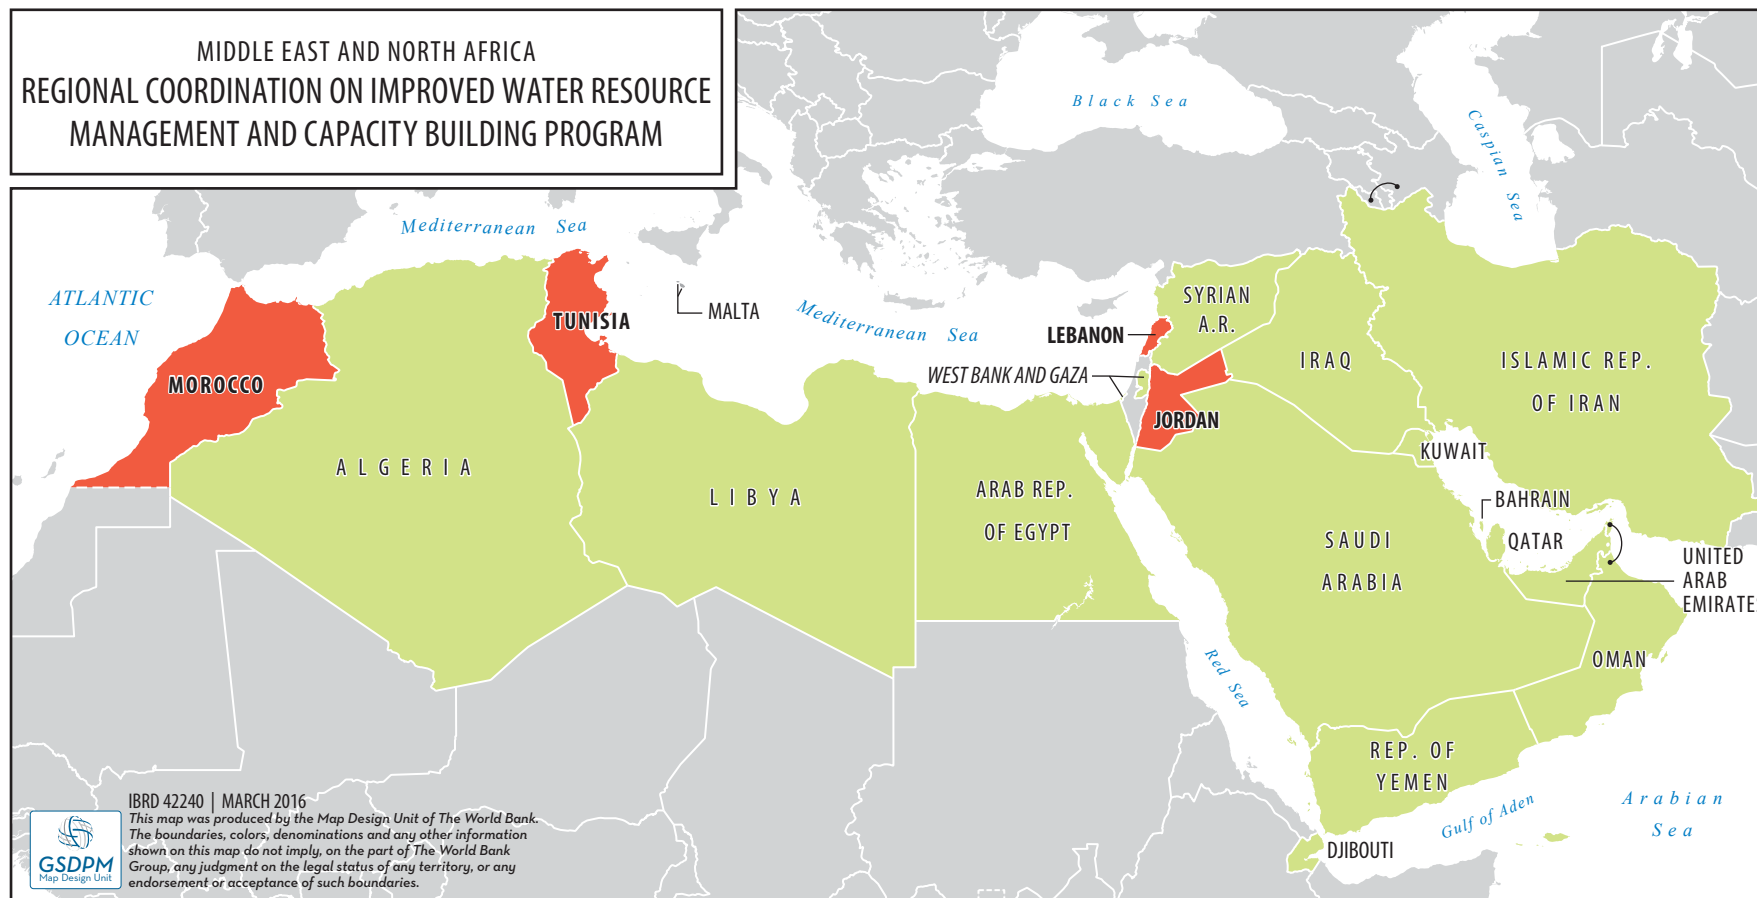 MIDDLE EAST AND NORTH AFRICA
REGIONAL COORDINATION ON IMPROVED WATER RESOURCE
MANAGEMENT AND CAPACITY BUILDING PROGRAM
Black Sea
Caspian Sea
Mediterranean Sea
ATLANTIC
OCEAN
TUNISIA
MALTA
Mediterranean Sea
SYRIAN
A.R.
LEBANON
IRAQ
ISLAMIC REP.
OF IRAN
WEST BANK AND GAZA
MOROCCO
JORDAN
KUWAIT
ALGERIA
LIBYA
ARAB REP.
OF EGYPT
BAHRAIN
QATAR
SAUDI
ARABIA
UNITED
ARAB
EMIRATES
OMAN
Red Sea
REP. OF
YEMEN
Gulf of Aden
Arabian
Sea
DJIBOUTI
IBRD 42240 | MARCH 2016
This map was produced by the Map Design Unit of The World Bank.
The boundaries, colors, denominations and any other information
shown on this map do not imply, on the part of The World Bank
Group, any judgment on the legal status of any territory, or any
endorsement or acceptance of such boundaries.
GSDPM
Map Design Unit